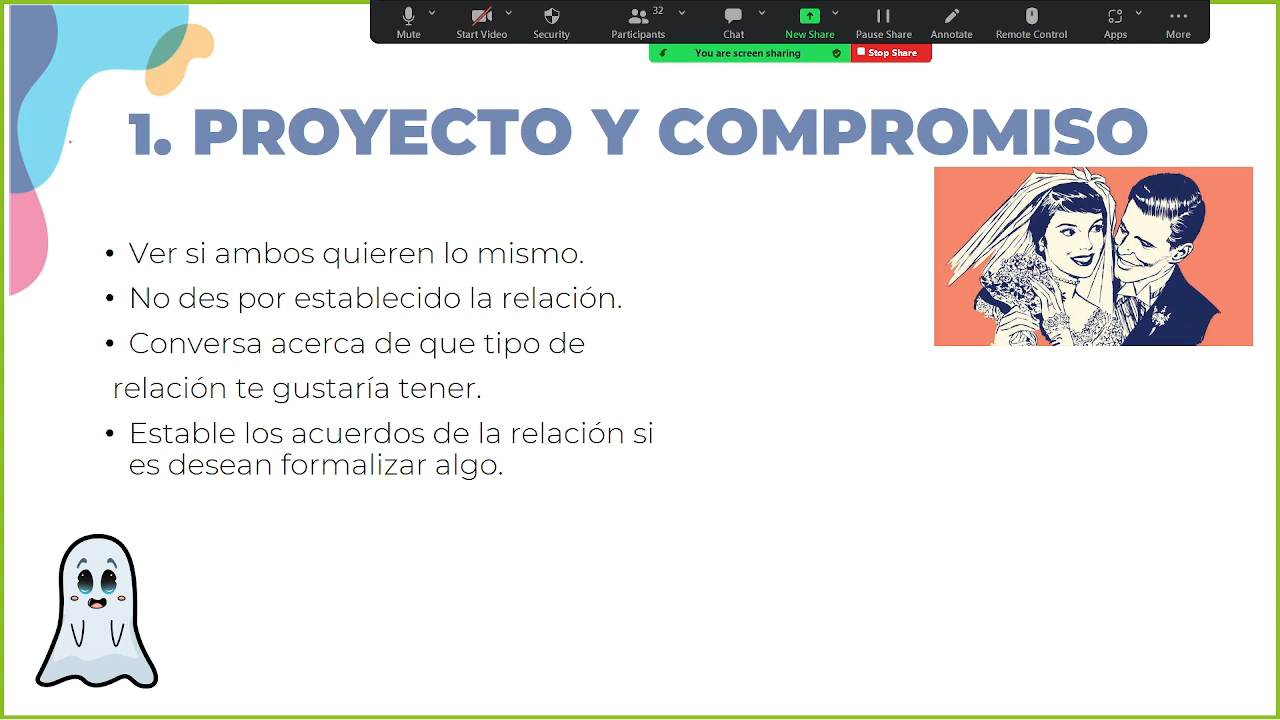 32
Mute
Start Video
Security
Participants
Chat
New Share
Pause Share
Annotate
Remote Control
Apps
More
You are screen sharing
Stop Share
1. PROYECTO Y COMPROMISO
• Ver si ambos quieren lo mismo.
• No des por establecido la relación.
• Conversa acerca de que tipo de
relación te gustaría tener.
• Estable los acuerdos de la relación si
es desean formalizar algo.